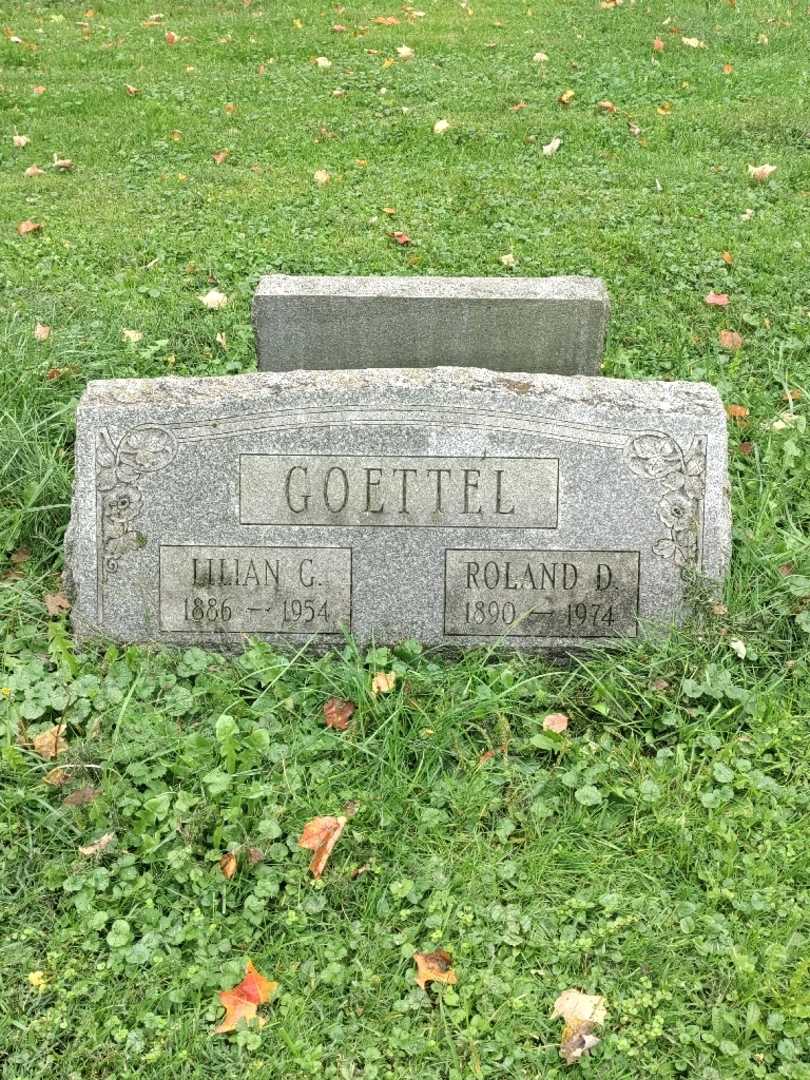 GOETTEL
LILIAN G.
1886 — 1954
ROLAND D.
1890 — 1974